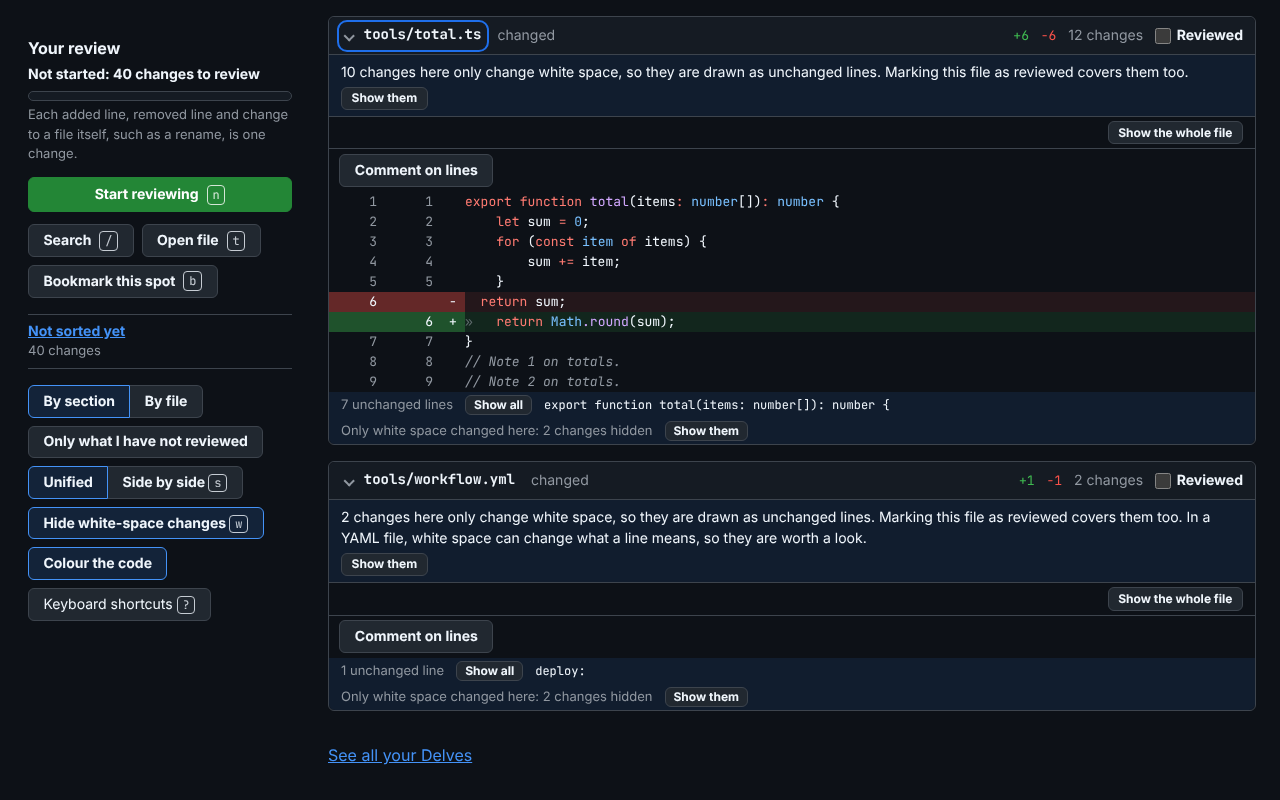 Your review
Not started: 40 changes to review
Each added line, removed line and change
to a file itself, such as a rename, is one
change.
Start reviewing n
Search / Open file t
Bookmark this spot b
Not sorted yet
40 changes
By section By file
Only what I have not reviewed
Unified Side by side s
Hide white-space changes w
Colour the code
Keyboard shortcuts ?
tools/total.ts changed +6 -6 12 changes Reviewed
10 changes here only change white space, so they are drawn as unchanged lines. Marking this file as reviewed covers them too.
Show them
Show the whole file
Comment on lines
1 1 export function total(items: number[]): number {
2 2 let sum = 0;
3 3 for (const item of items) {
4 4 sum += item;
5 5 }
6 - return sum;
6 + » return Math.round(sum);
7 7 }
8 8 // Note 1 on totals.
9 9 // Note 2 on totals.
7 unchanged lines Show all export function total(items: number[]): number {
Only white space changed here: 2 changes hidden Show them
tools/workflow.yml changed +1 -1 2 changes Reviewed
2 changes here only change white space, so they are drawn as unchanged lines. Marking this file as reviewed covers them too. In a
YAML file, white space can change what a line means, so they are worth a look.
Show them
Show the whole file
Comment on lines
1 unchanged line Show all deploy:
Only white space changed here: 2 changes hidden Show them
See all your Delves